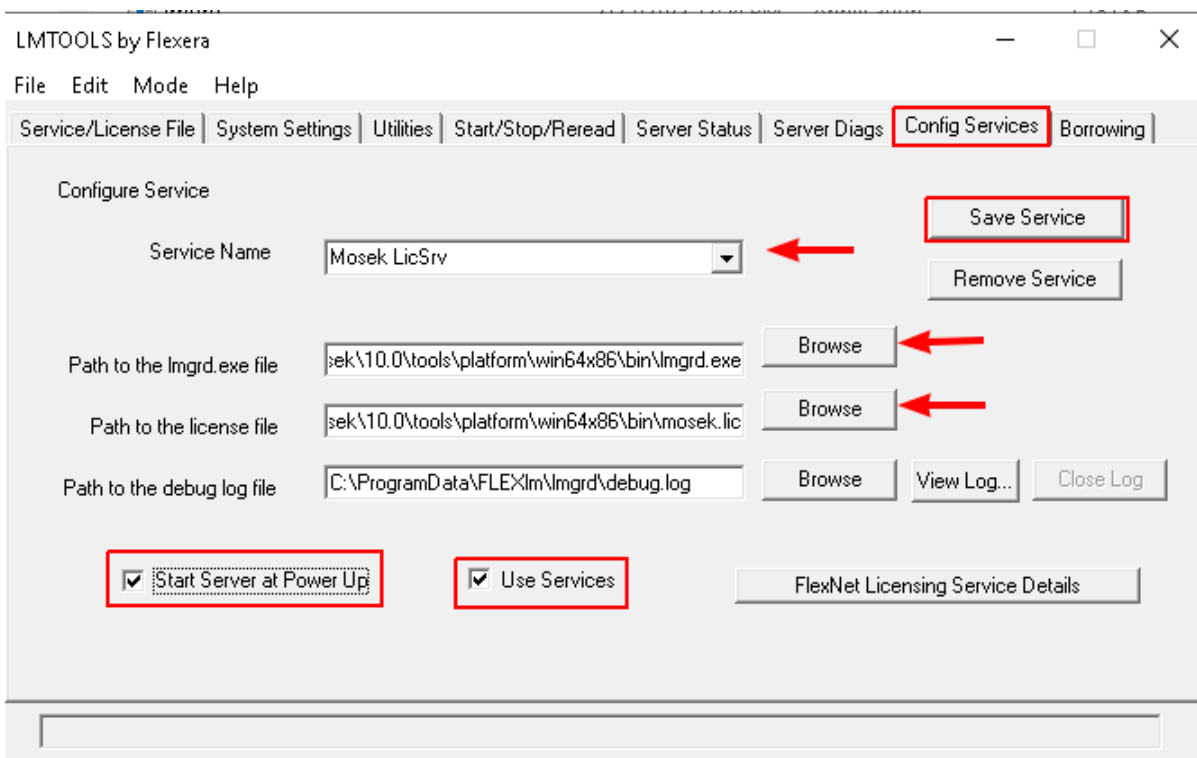 LMTOOLS by Flexera
File Edit Mode Help
Service/License File System Settings Utilities Start/Stop/Reread Server Status Server Diags Config Services Borrowing
Configure Service
Save Service
Service Name Mosek LicSrv
Remove Service
Path to the lmgrd.exe file sek\10.0\tools\platform\win64x86\bin\lmgrd.exe Browse
Path to the license file sek\10.0\tools\platform\win64x86\bin\mosek.lic Browse
Path to the debug log file C:\ProgramData\FLEXlm\lmgrd\debug.log Browse View Log... Close Log
Start Server at Power Up Use Services FlexNet Licensing Service Details